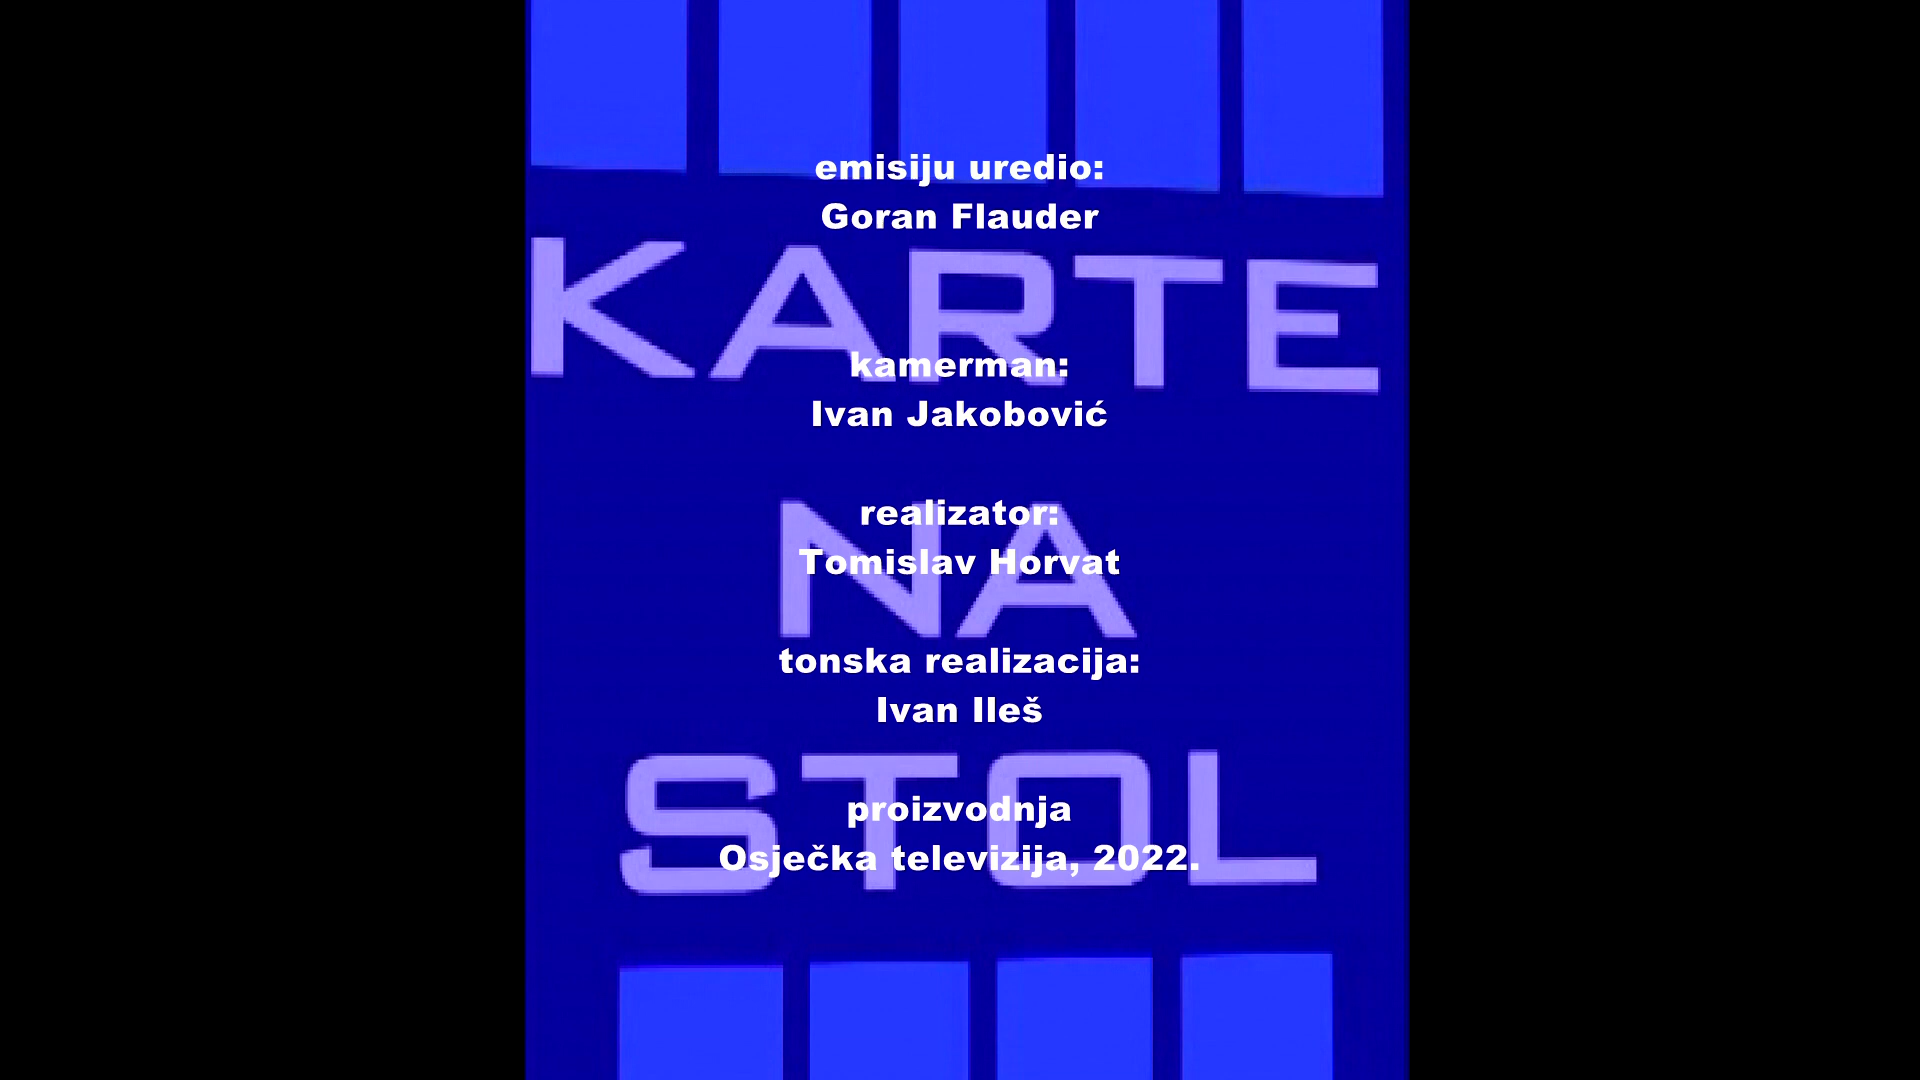 emisiju uredio:
Goran Flauder
KARTE
kamerman:
Ivan Jakobović
NA
realizator:
Tomislav Horvat
tonska realizacija:
Ivan Ileš
STOL
proizvodnja
Osječka televizija, 2022.